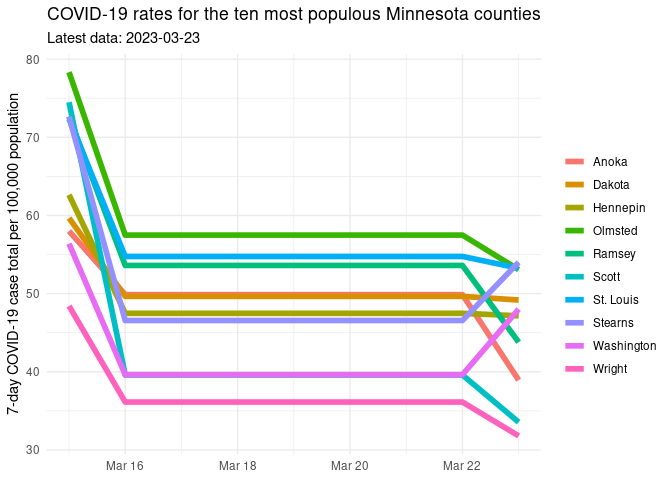 COVID-19 rates for the ten most populous Minnesota counties
Latest data: 2023-03-23
7-day COVID-19 case total per 100,000 population
80
70
60
50
40
30
Mar 16
Mar 18
Mar 20
Mar 22
Anoka
Dakota
Hennepin
Olmsted
Ramsey
Scott
St. Louis
Stearns
Washington
Wright